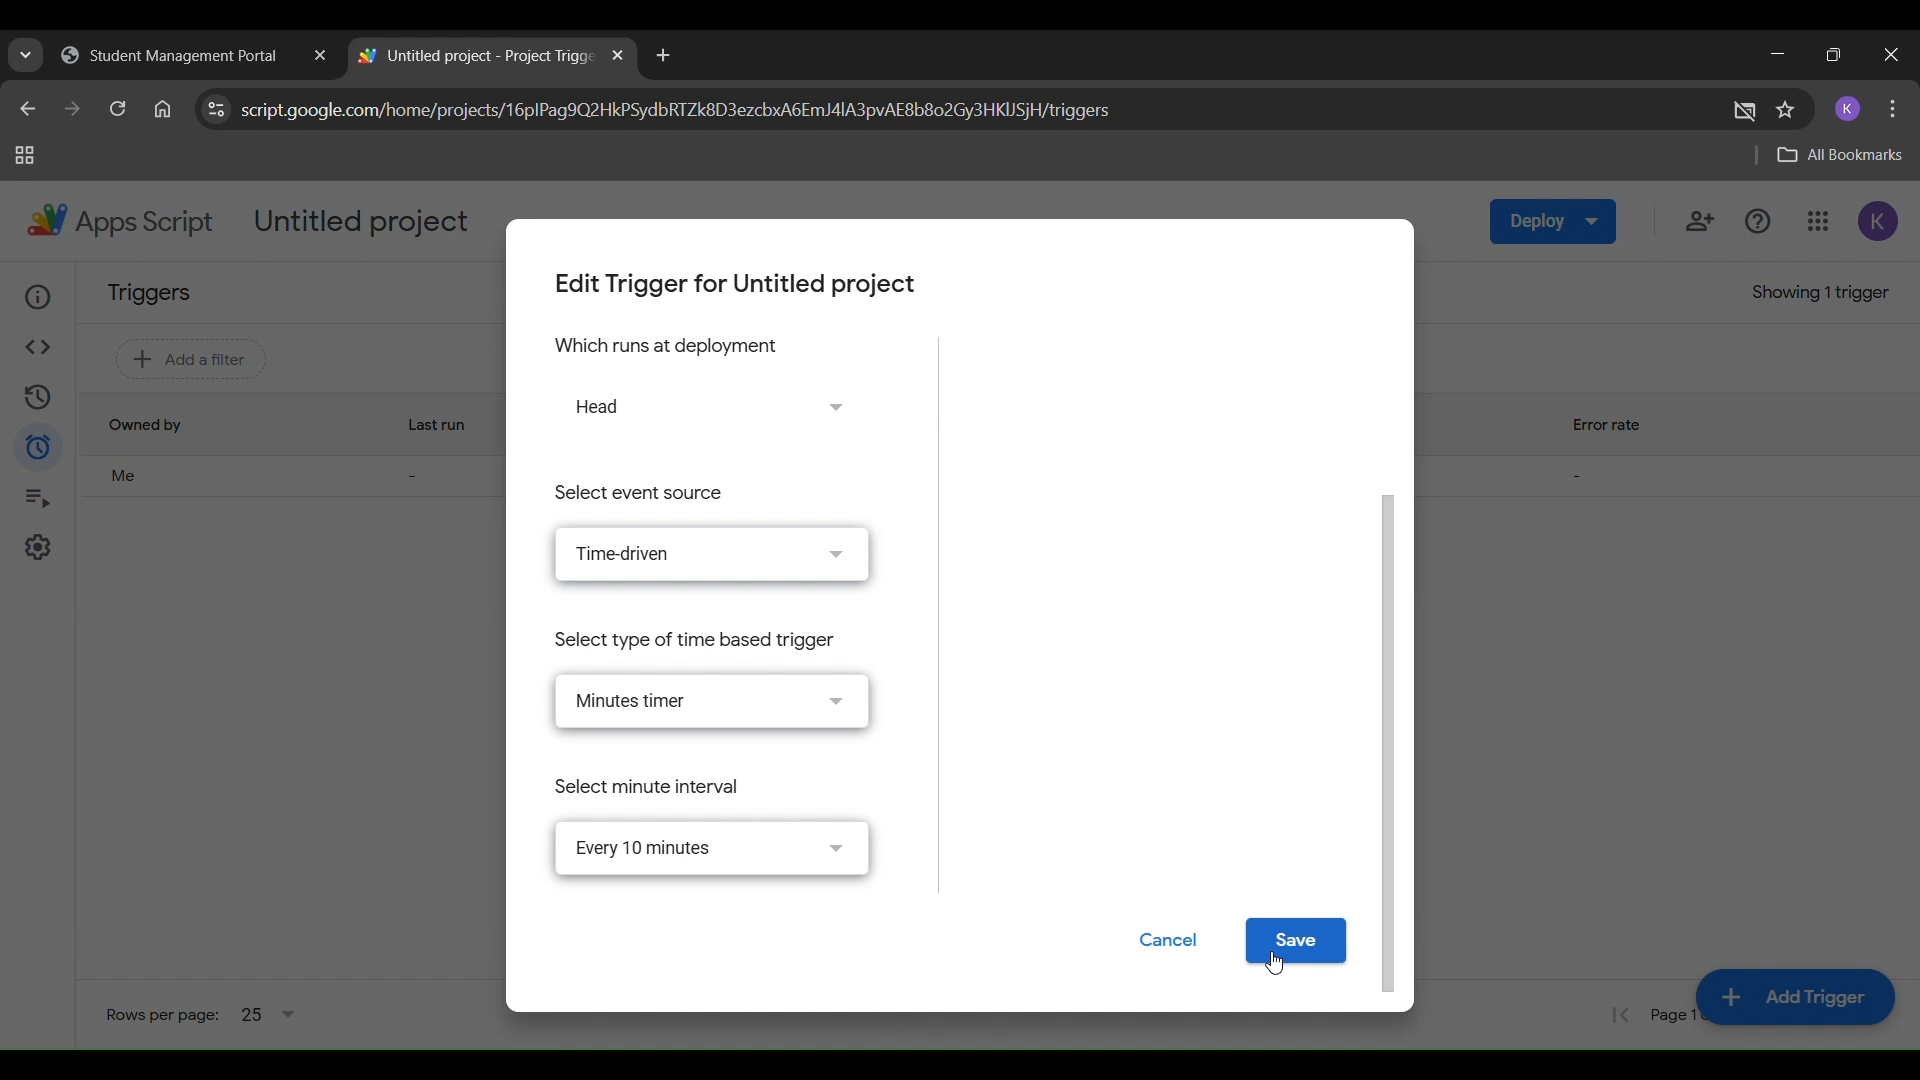 Student Management Portal
Untitled project - Project Trigge
script.google.com/home/projects/16plPag9Q2HkPSydbRTZk8D3ezcbxA6EmJ4lA3pvAE8b8o2Gy3HKlJSjH/triggers
K
All Bookmarks
Apps Script
Untitled project
Deploy
K
Triggers
Showing 1 trigger
Add a filter
Owned by
Last run
Error rate
Me
-
-
Edit Trigger for Untitled project
Which runs at deployment
Head
Select event source
Time-driven
Select type of time based trigger
Minutes timer
Select minute interval
Every 10 minutes
Cancel
Save
Rows per page: 25
Page 1
Add Trigger